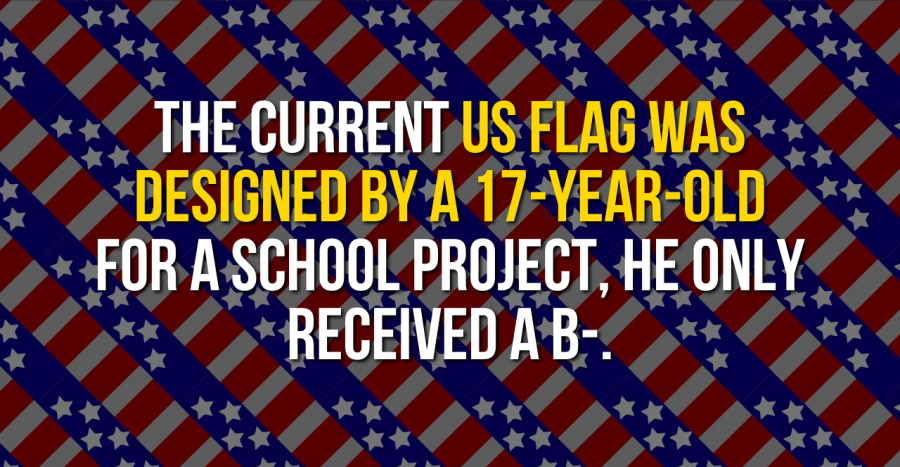 THE CURRENT US FLAG WAS
DESIGNED BY A 17-YEAR-OLD
FOR A SCHOOL PROJECT, HE ONLY
RECEIVED A B-.